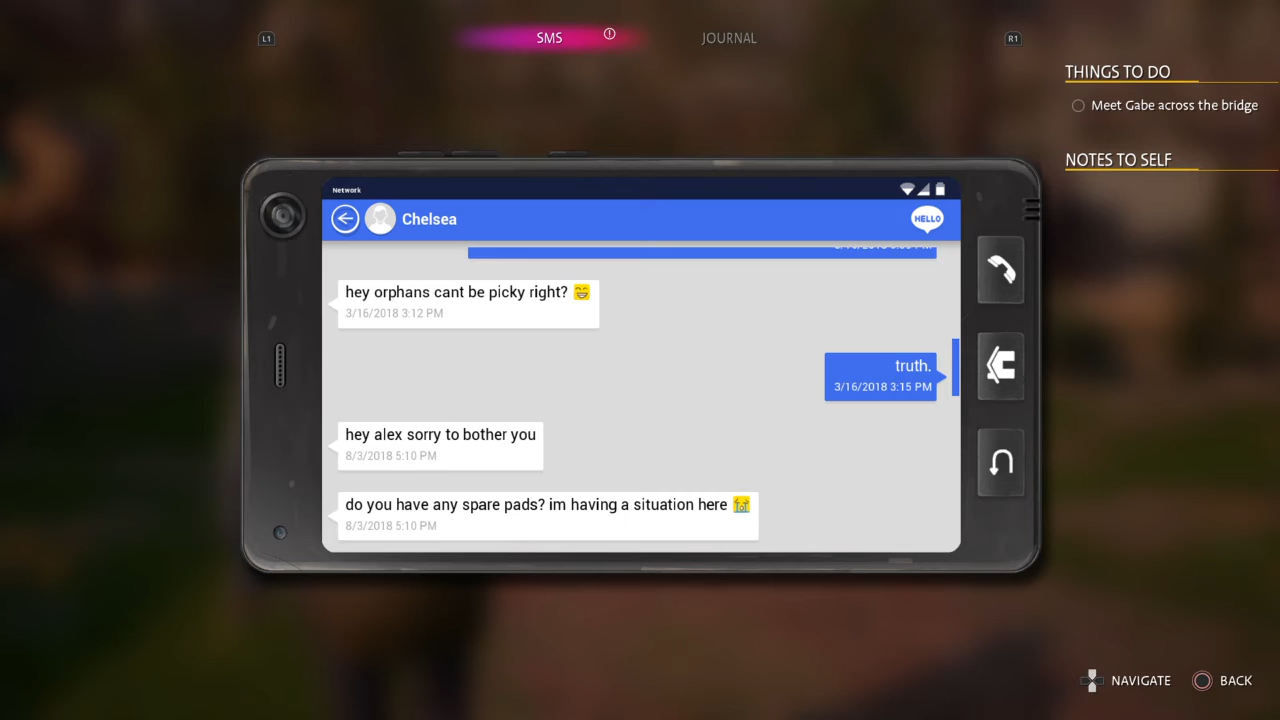 L1
SMS
JOURNAL
R1
THINGS TO DO
Meet Gabe across the bridge
NOTES TO SELF
Network
Chelsea
HELLO
hey orphans cant be picky right? 😄
3/16/2018 3:12 PM
truth.
3/16/2018 3:15 PM
hey alex sorry to bother you
8/3/2018 5:10 PM
do you have any spare pads? im having a situation here 😭
8/3/2018 5:10 PM
NAVIGATE
BACK